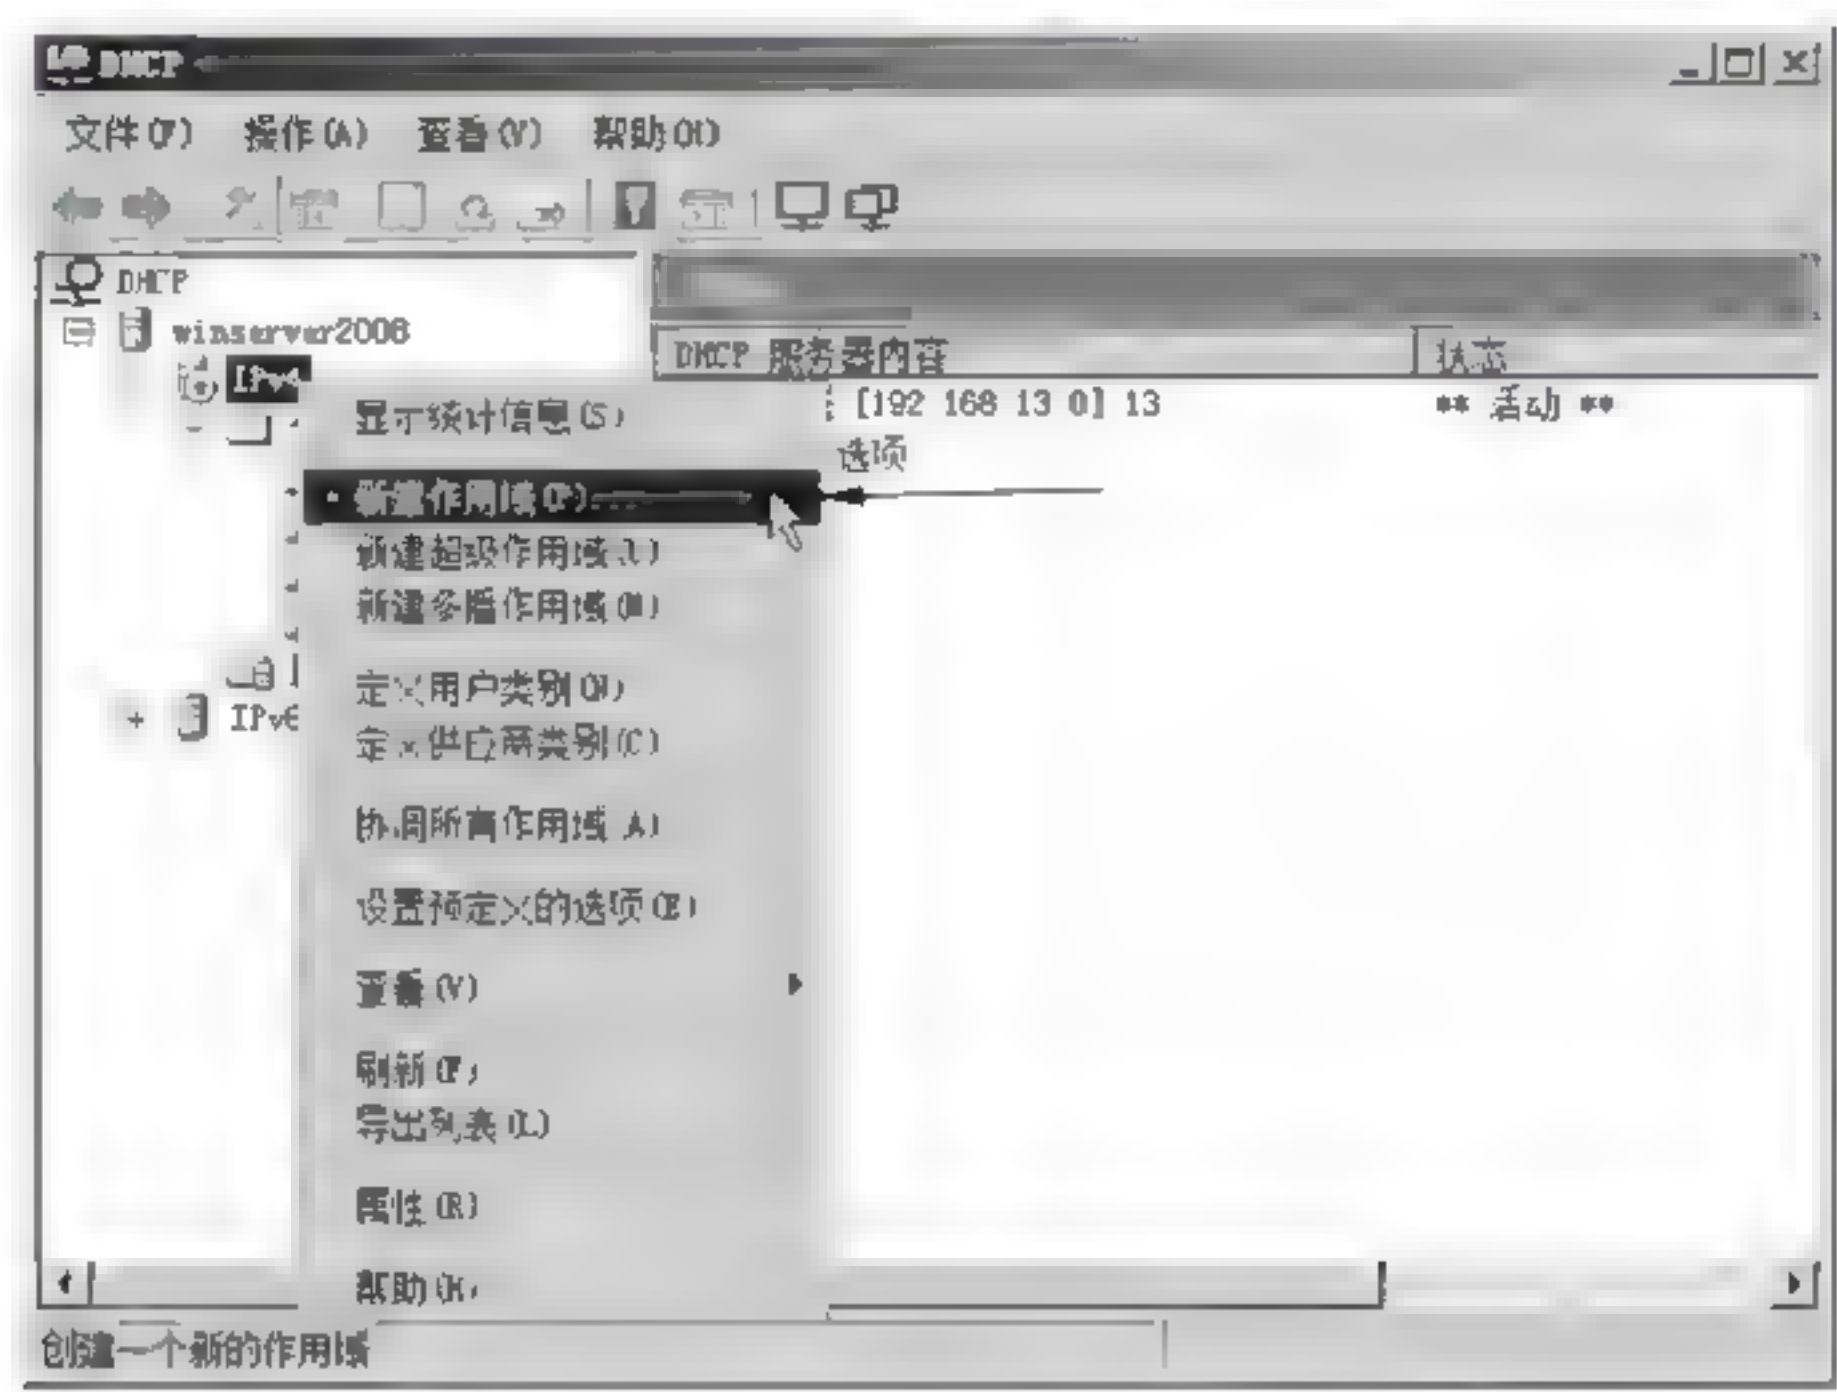 DHCP
文件(F) 操作(A) 查看(V) 帮助(H)
DHCP
winserver2008
IPv4
IPv6
DHCP 服务器内容 状态
[192 168 13 0] 13 ** 活动 **
选项
显示统计信息(S)
新建作用域(P)...
新建超级作用域(U)
新建多播作用域(M)
定义用户类别(N)
定义供应商类别(C)
协调所有作用域(A)
设置预定义的选项(E)
查看(V)
刷新(F)
导出列表(L)
属性(R)
帮助(H)
创建一个新的作用域